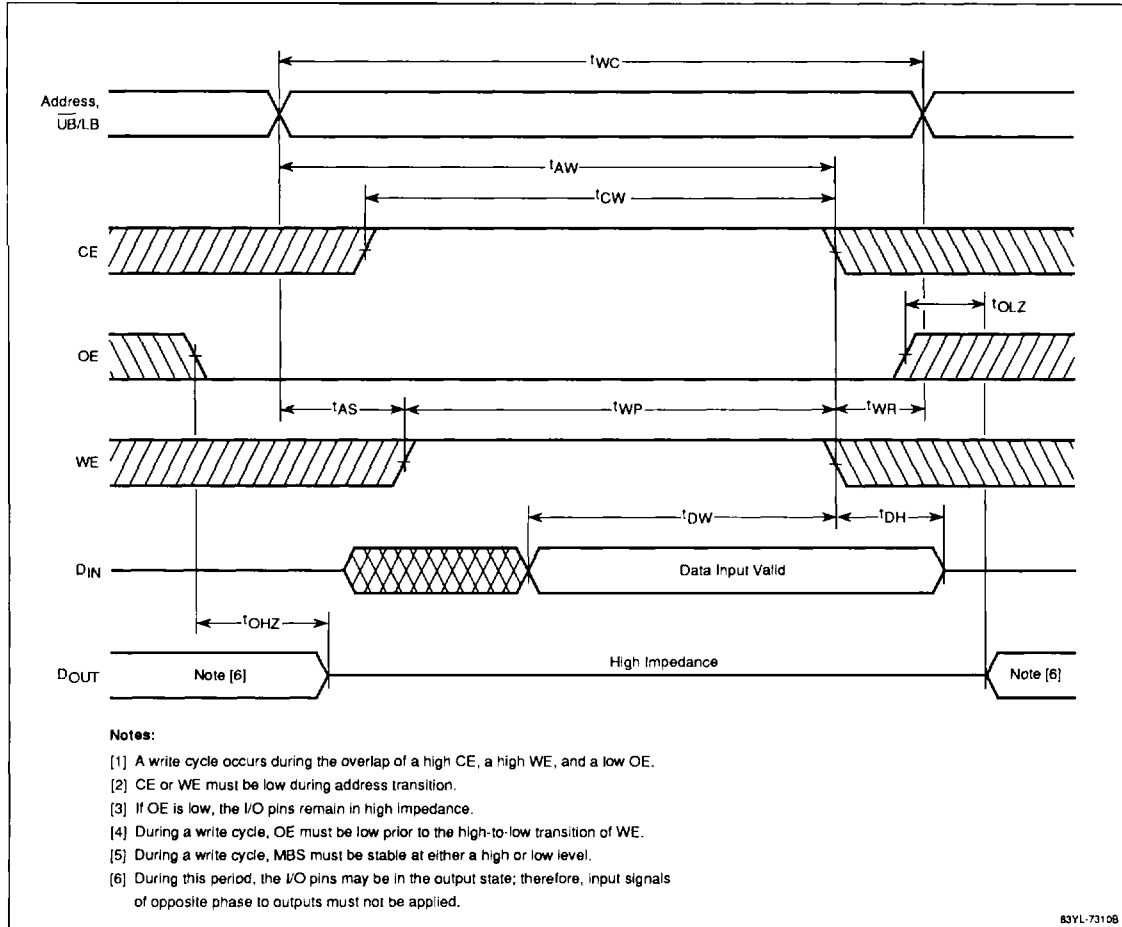 tWC
Address,
U̅B̅/LB
tAW
tCW
CE
tOLZ
OE
tAS
tWP
tWR
WE
tDW
tDH
DIN
Data Input Valid
tOHZ
High Impedance
DOUT
Note [6]
Note [6]
Notes:
[1] A write cycle occurs during the overlap of a high CE, a high WE, and a low OE.
[2] CE or WE must be low during address transition.
[3] If OE is low, the I/O pins remain in high impedance.
[4] During a write cycle, OE must be low prior to the high-to-low transition of WE.
[5] During a write cycle, MBS must be stable at either a high or low level.
[6] During this period, the I/O pins may be in the output state; therefore, input signals
of opposite phase to outputs must not be applied.
83YL-7310B